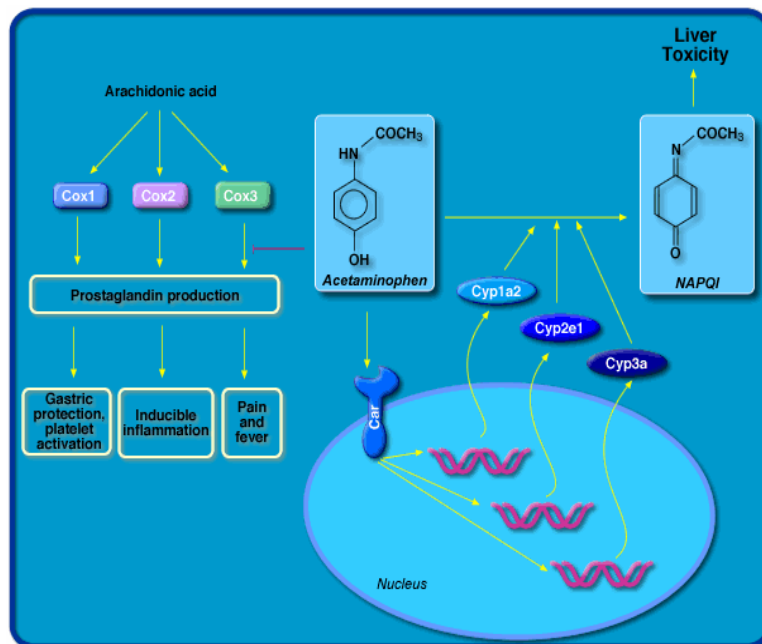 Liver
Toxicity
Arachidonic acid
COCH₃
HN
OH
Acetaminophen
COCH₃
N
O
NAPQI
Cox1
Cox2
Cox3
Prostaglandin production
Gastric
protection,
platelet
activation
Inducible
inflammation
Pain
and
fever
Cyp1a2
Cyp2e1
Cyp3a
Car
Nucleus